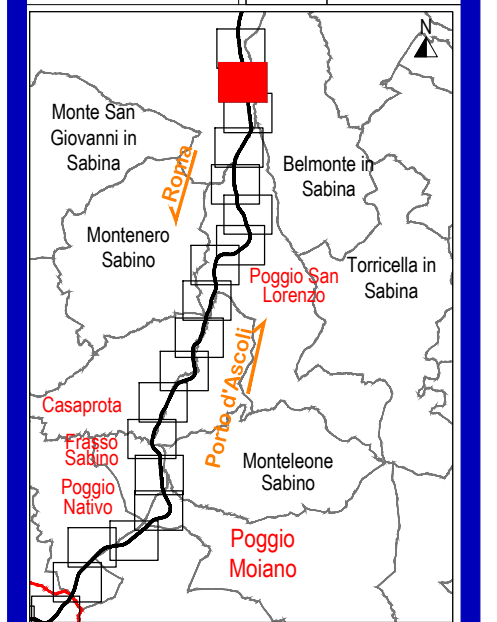 N
Monte San
Giovanni in
Sabina
Roma
Belmonte in
Sabina
Montenero
Sabino
Poggio San
Lorenzo
Torricella in
Sabina
Porto d'Ascoli
Casaprota
Frasso
Sabino
Monteleone
Sabino
Poggio
Nativo
Poggio
Moiano